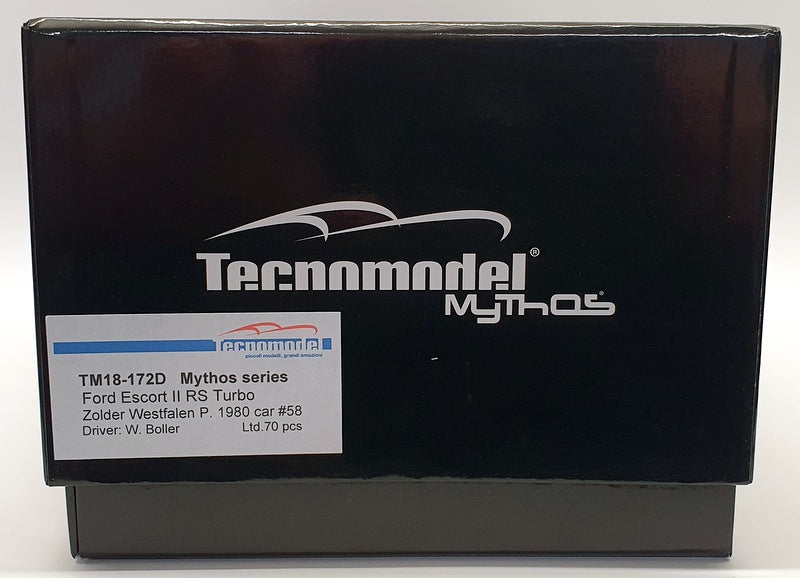 Tecnomodel®
Mythos®
Tecnomodel
piccoli modelli, grandi emozioni
TM18-172D Mythos series
Ford Escort II RS Turbo
Zolder Westfalen P. 1980 car #58
Driver: W. Boller Ltd.70 pcs